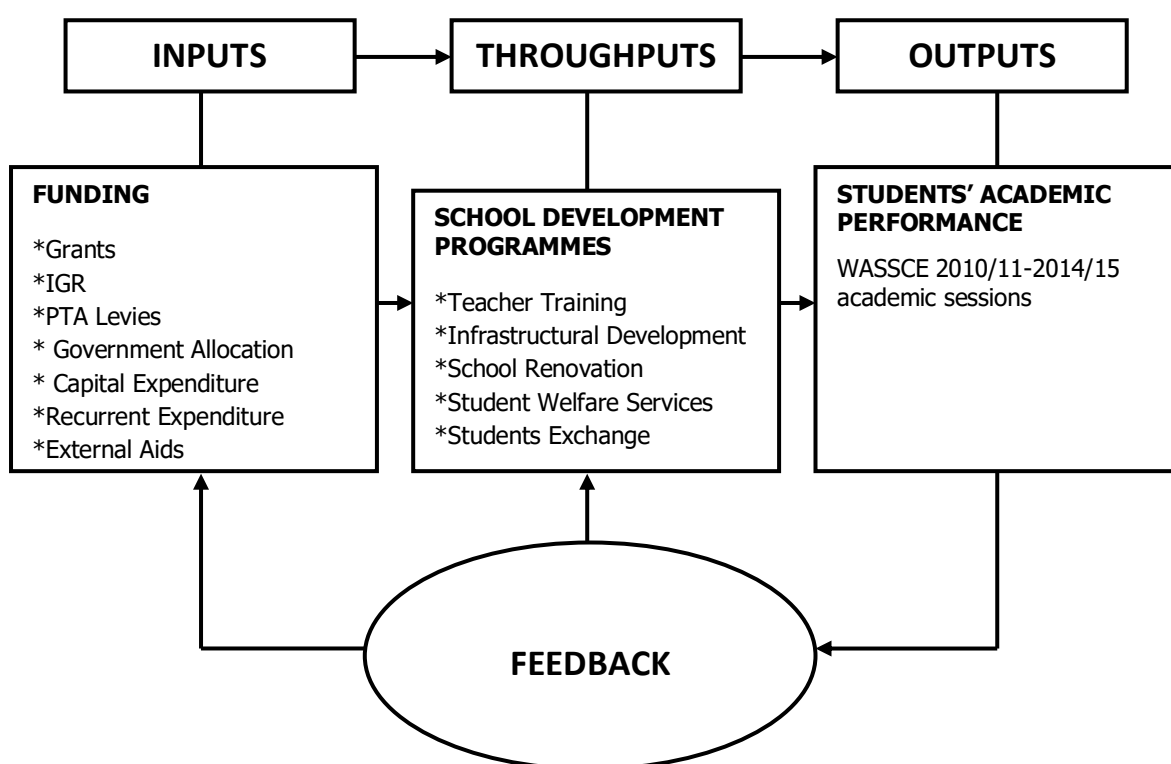 INPUTS
THROUGHPUTS
OUTPUTS
FUNDING
*Grants
*IGR
*PTA Levies
* Government Allocation
* Capital Expenditure
*Recurrent Expenditure
*External Aids
SCHOOL DEVELOPMENT
PROGRAMMES
*Teacher Training
*Infrastructural Development
*School Renovation
*Student Welfare Services
*Students Exchange
STUDENTS’ ACADEMIC
PERFORMANCE
WASSCE 2010/11-2014/15
academic sessions
FEEDBACK